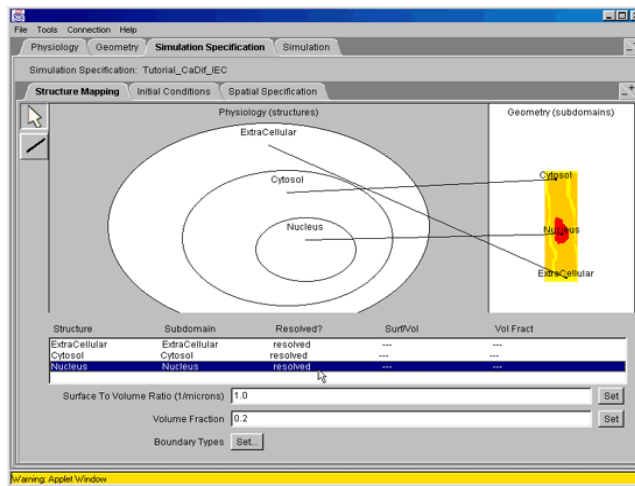 File Tools Connection Help
Physiology Geometry Simulation Specification Simulation
Simulation Specification: Tutorial_CaDif_IEC
Structure Mapping Initial Conditions Spatial Specification
Physiology (structures) Geometry (subdomains)
ExtraCellular
Cytosol Cytosol
Nucleus Nucleus
ExtraCellular
Structure Subdomain Resolved? Surf/Vol Vol Fract
ExtraCellular ExtraCellular resolved --- ---
Cytosol Cytosol resolved --- ---
Nucleus Nucleus resolved --- ---
Surface To Volume Ratio (1/microns) 1.0 Set
Volume Fraction 0.2 Set
Boundary Types Set...
Warning: Applet Window